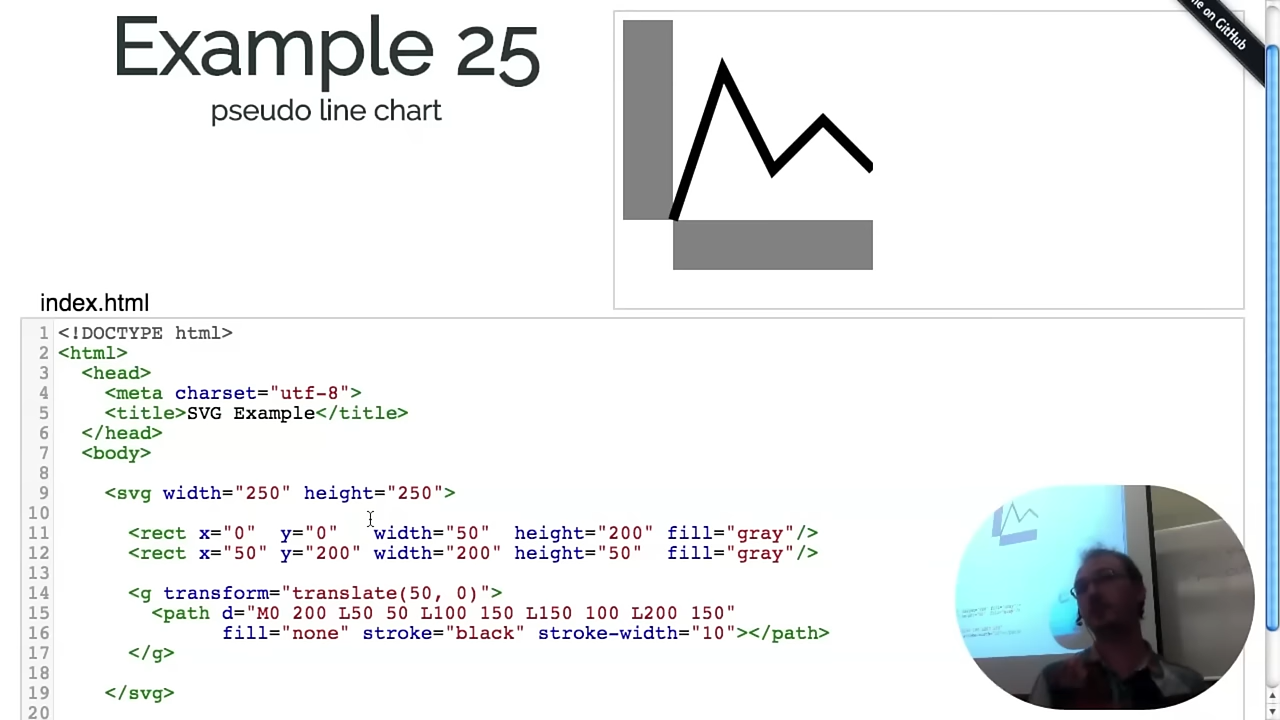 Example 25
pseudo line chart
me on GitHub
index.html
1 <!DOCTYPE html>
2 <html>
3   <head>
4     <meta charset="utf-8">
5     <title>SVG Example</title>
6   </head>
7   <body>
8
9     <svg width="250" height="250">
10
11       <rect x="0"  y="0"   width="50"  height="200" fill="gray"/>
12       <rect x="50" y="200" width="200" height="50"  fill="gray"/>
13
14       <g transform="translate(50, 0)">
15         <path d="M0 200 L50 50 L100 150 L150 100 L200 150"
16               fill="none" stroke="black" stroke-width="10"></path>
17       </g>
18
19     </svg>
20